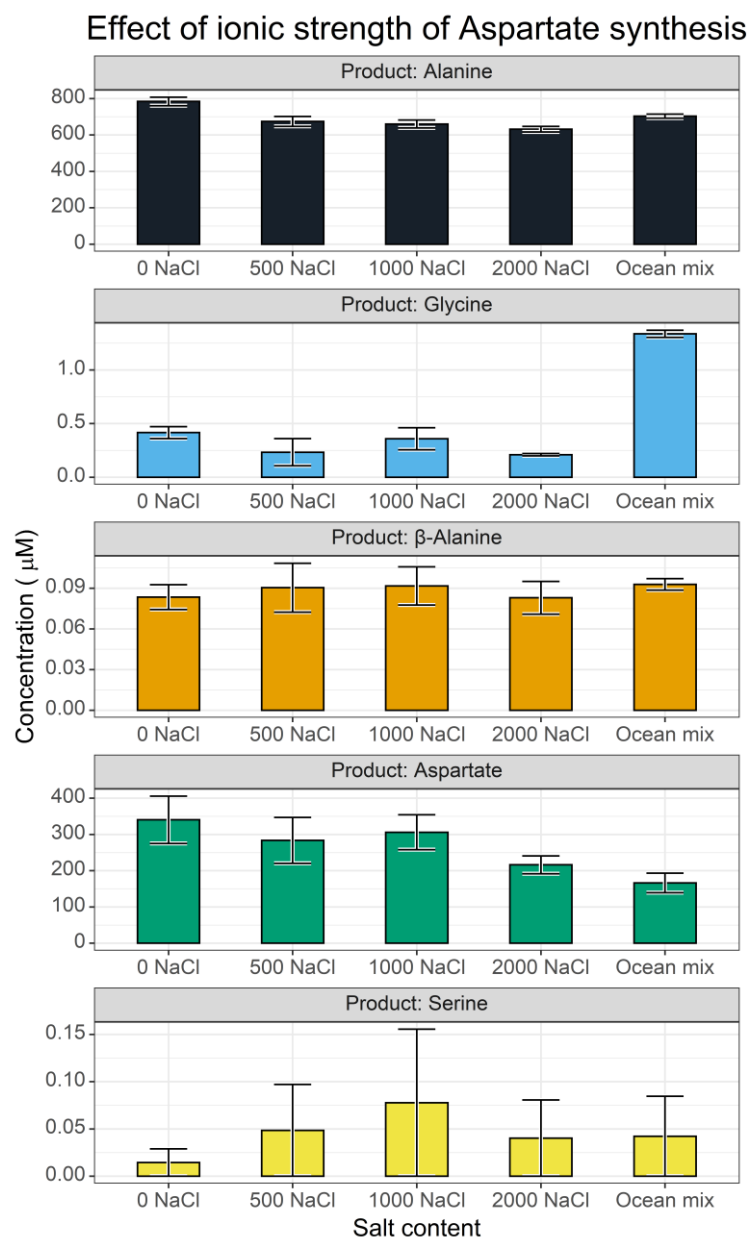 Effect of ionic strength of Aspartate synthesis
Product: Alanine
800
600
400
200
0
0 NaCl 500 NaCl 1000 NaCl 2000 NaCl Ocean mix
Product: Glycine
1.0
0.5
0.0
0 NaCl 500 NaCl 1000 NaCl 2000 NaCl Ocean mix
Product: β-Alanine
0.09
0.06
0.03
0.00
0 NaCl 500 NaCl 1000 NaCl 2000 NaCl Ocean mix
Product: Aspartate
400
300
200
100
0
0 NaCl 500 NaCl 1000 NaCl 2000 NaCl Ocean mix
Product: Serine
0.15
0.10
0.05
0.00
0 NaCl 500 NaCl 1000 NaCl 2000 NaCl Ocean mix
Salt content
Concentration ( μM)